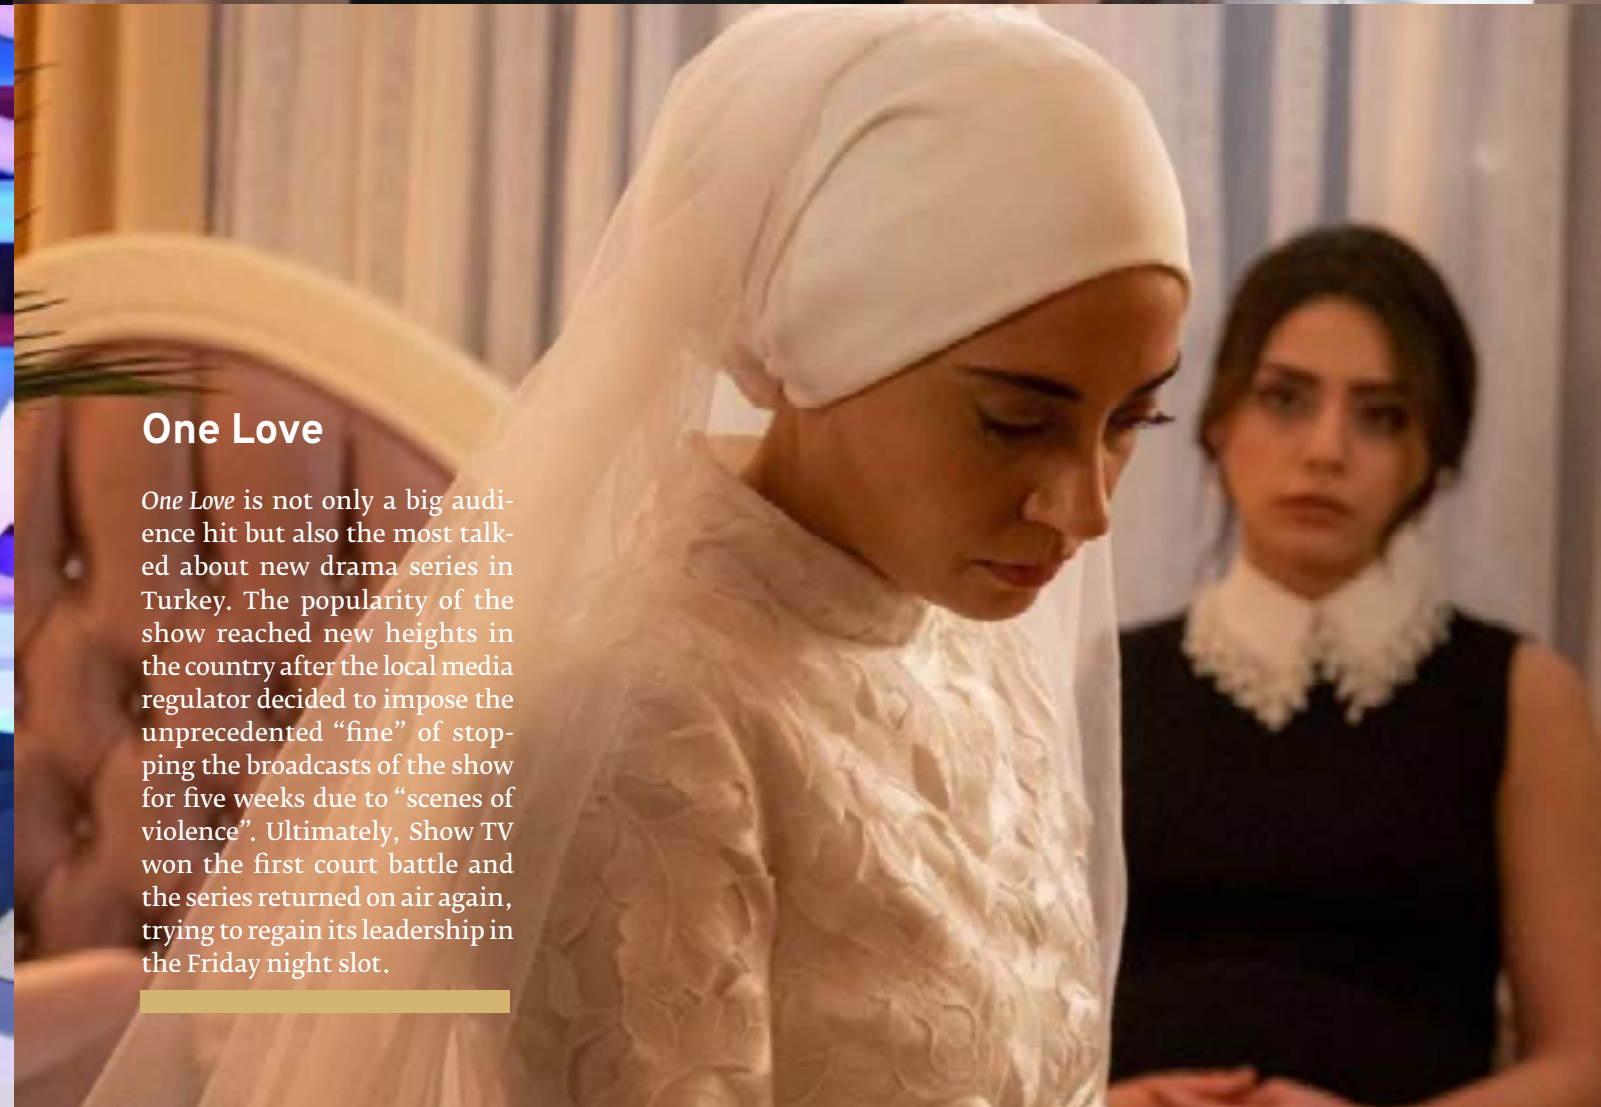 One Love
One Love is not only a big audi-
ence hit but also the most talk-
ed about new drama series in
Turkey. The popularity of the
show reached new heights in
the country after the local media
regulator decided to impose the
unprecedented “fine” of stop-
ping the broadcasts of the show
for five weeks due to “scenes of
violence”. Ultimately, Show TV
won the first court battle and
the series returned on air again,
trying to regain its leadership in
the Friday night slot.